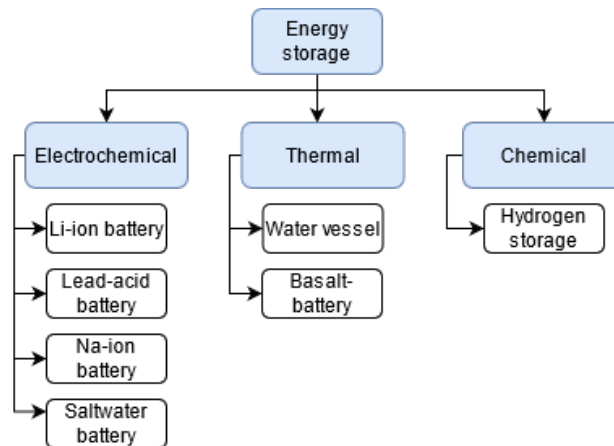 Energy
storage
Electrochemical
Thermal
Chemical
Li-ion battery
Lead-acid
battery
Na-ion
battery
Saltwater
battery
Water vessel
Basalt-
battery
Hydrogen
storage